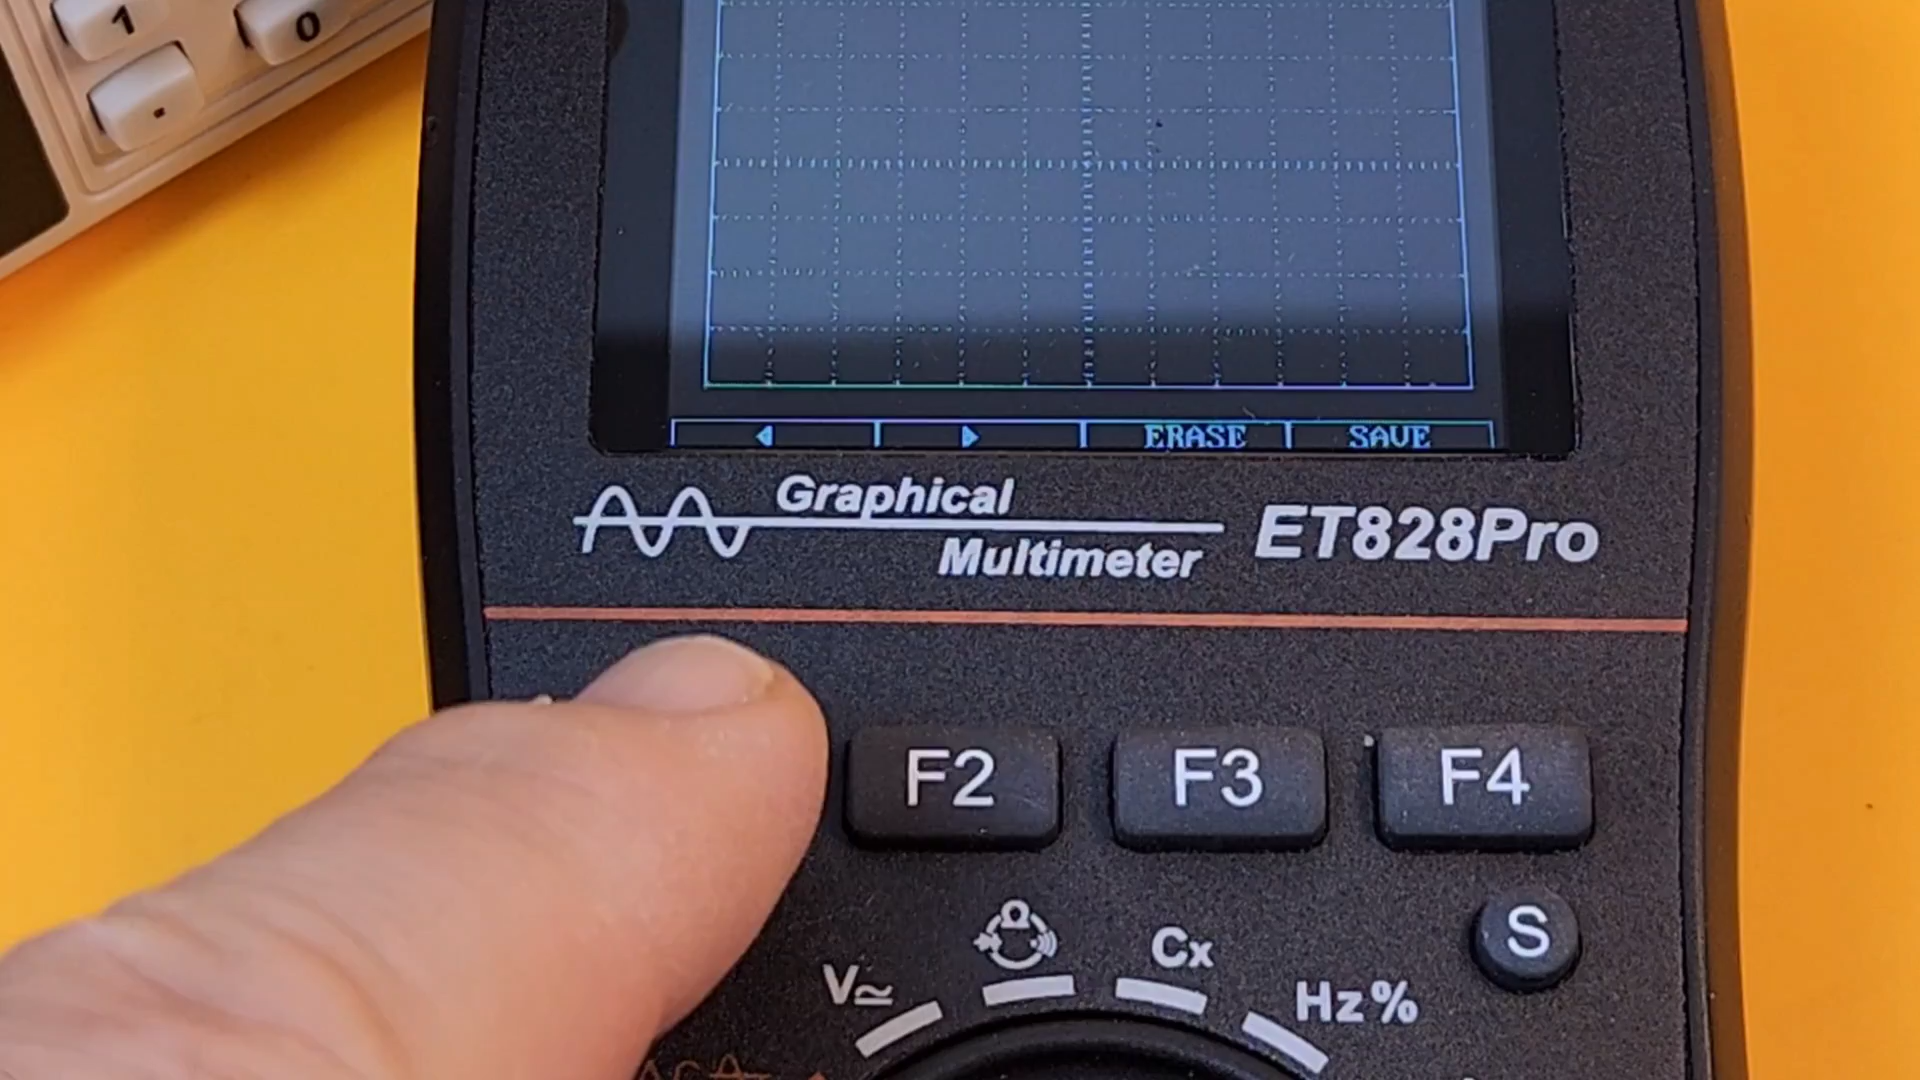 1
0
.
ERASE SAVE
Graphical
Multimeter
ET828Pro
F2 F3 F4
S
V Ω Cx Hz%